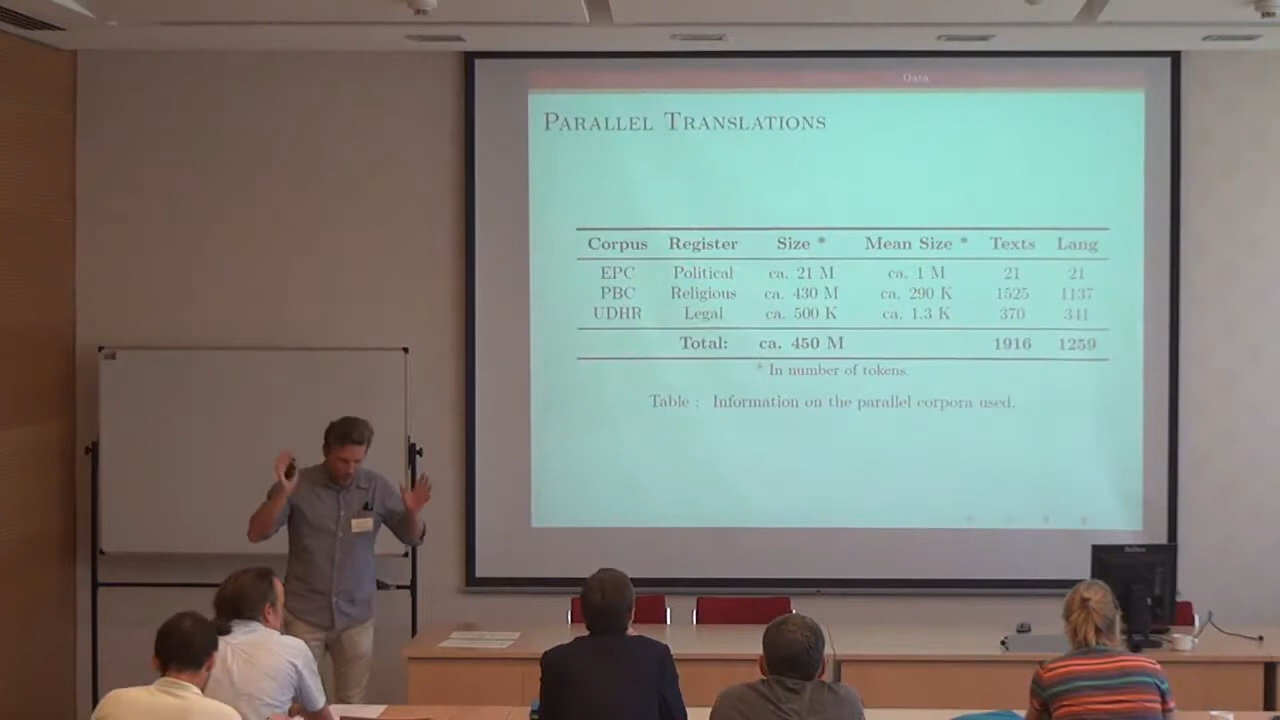 Data
PARALLEL TRANSLATIONS
Corpus Register Size * Mean Size * Texts Lang
EPC Political ca. 21 M ca. 1 M 21 21
PBC Religious ca. 430 M ca. 290 K 1525 1137
UDHR Legal ca. 500 K ca. 1.3 K 370 341
Total: ca. 450 M 1916 1259
* In number of tokens.
Table : Information on the parallel corpora used.